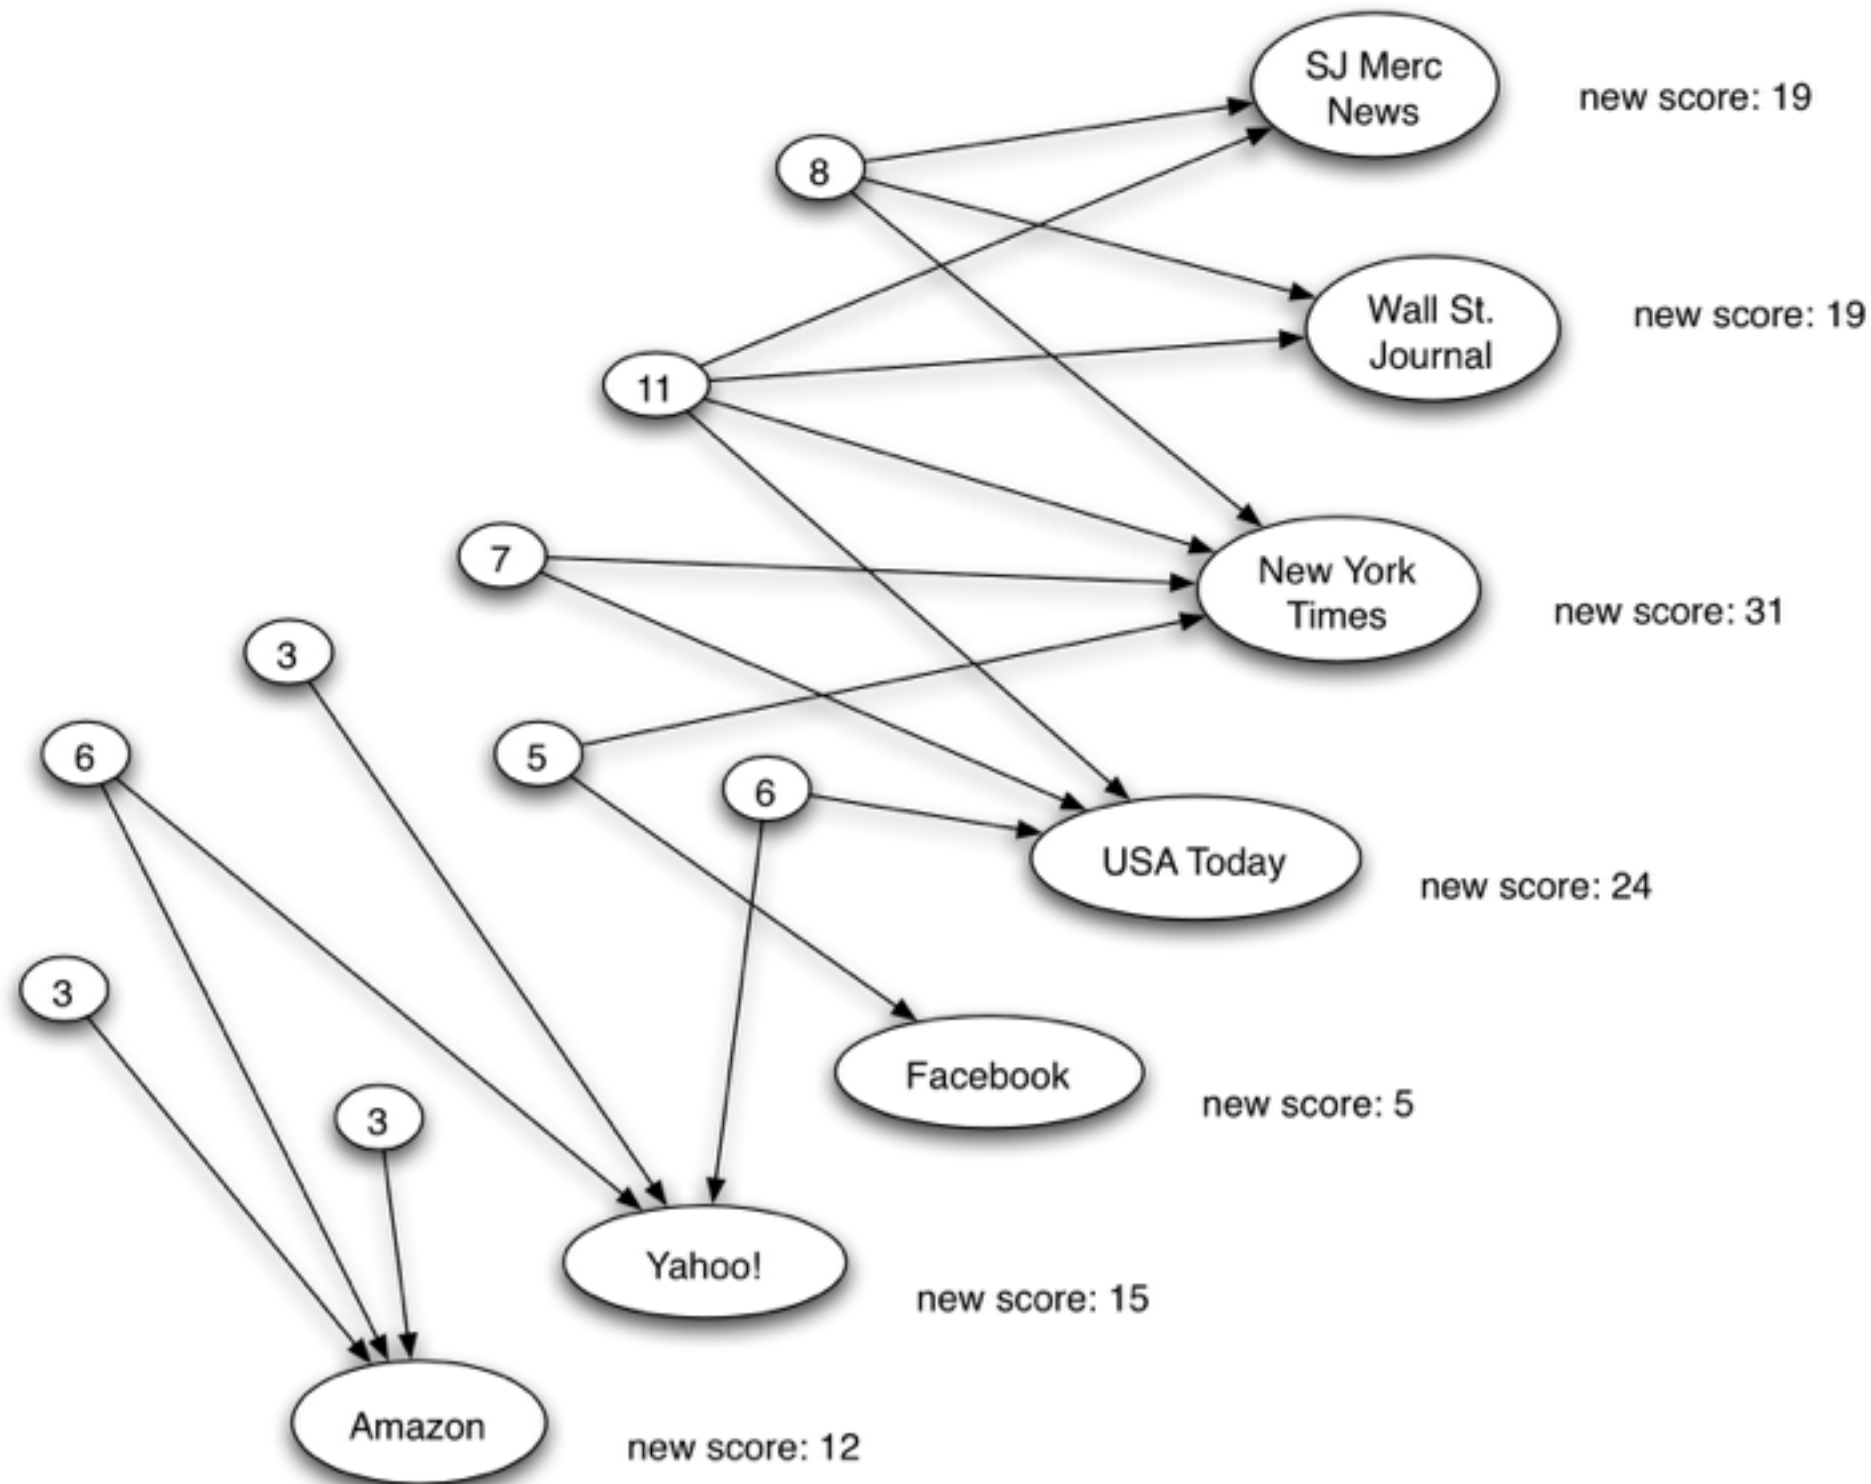 SJ Merc
News
new score: 19
8
Wall St.
Journal
new score: 19
11
New York
Times
new score: 31
7
3
6
5
6
USA Today
new score: 24
3
Facebook
new score: 5
3
Yahoo!
new score: 15
Amazon
new score: 12